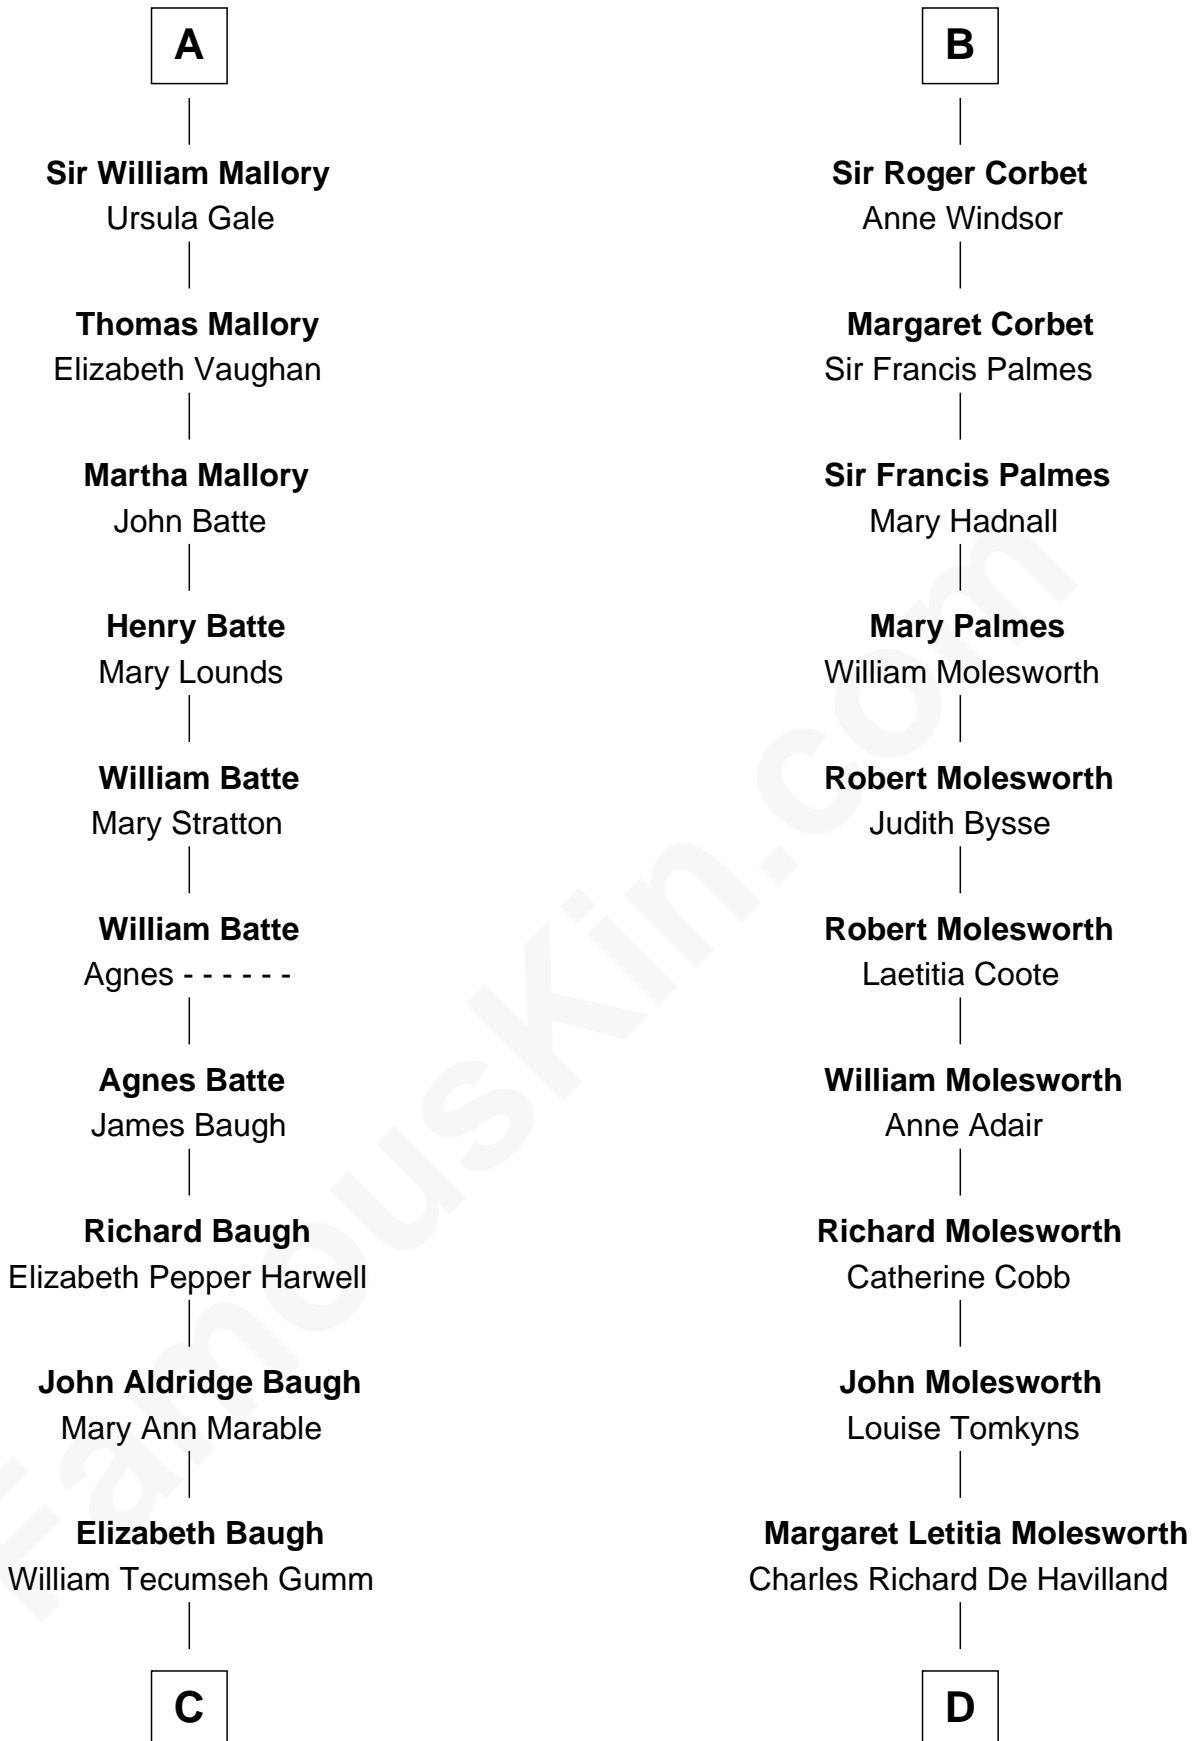 A
Sir William Mallory
Ursula Gale
Thomas Mallory
Elizabeth Vaughan
Martha Mallory
John Batte
Henry Batte
Mary Lounds
William Batte
Mary Stratton
William Batte
Agnes - - - - - -
Agnes Batte
James Baugh
Richard Baugh
Elizabeth Pepper Harwell
John Aldridge Baugh
Mary Ann Marable
Elizabeth Baugh
William Tecumseh Gumm
C
B
Sir Roger Corbet
Anne Windsor
Margaret Corbet
Sir Francis Palmes
Sir Francis Palmes
Mary Hadnall
Mary Palmes
William Molesworth
Robert Molesworth
Judith Bysse
Robert Molesworth
Laetitia Coote
William Molesworth
Anne Adair
Richard Molesworth
Catherine Cobb
John Molesworth
Louise Tomkyns
Margaret Letitia Molesworth
Charles Richard De Havilland
D
FamousKin.com